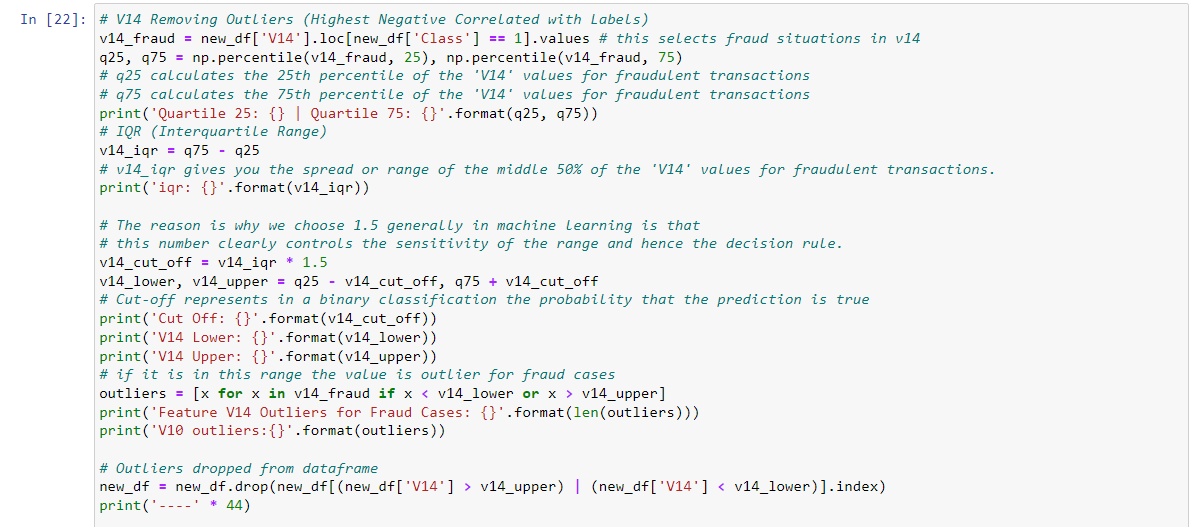 In [22]: # V14 Removing Outliers (Highest Negative Correlated with Labels)
v14_fraud = new_df['V14'].loc[new_df['Class'] == 1].values # this selects fraud situations in v14
q25, q75 = np.percentile(v14_fraud, 25), np.percentile(v14_fraud, 75)
# q25 calculates the 25th percentile of the 'V14' values for fraudulent transactions
# q75 calculates the 75th percentile of the 'V14' values for fraudulent transactions
print('Quartile 25: {} | Quartile 75: {}'.format(q25, q75))
# IQR (Interquartile Range)
v14_iqr = q75 - q25
# v14_iqr gives you the spread or range of the middle 50% of the 'V14' values for fraudulent transactions.
print('iqr: {}'.format(v14_iqr))
# The reason is why we choose 1.5 generally in machine learning is that
# this number clearly controls the sensitivity of the range and hence the decision rule.
v14_cut_off = v14_iqr * 1.5
v14_lower, v14_upper = q25 - v14_cut_off, q75 + v14_cut_off
# Cut-off represents in a binary classification the probability that the prediction is true
print('Cut Off: {}'.format(v14_cut_off))
print('V14 Lower: {}'.format(v14_lower))
print('V14 Upper: {}'.format(v14_upper))
# if it is in this range the value is outlier for fraud cases
outliers = [x for x in v14_fraud if x < v14_lower or x > v14_upper]
print('Feature V14 Outliers for Fraud Cases: {}'.format(len(outliers)))
print('V10 outliers:{}'.format(outliers))
# Outliers dropped from dataframe
new_df = new_df.drop(new_df[(new_df['V14'] > v14_upper) | (new_df['V14'] < v14_lower)].index)
print('----' * 44)